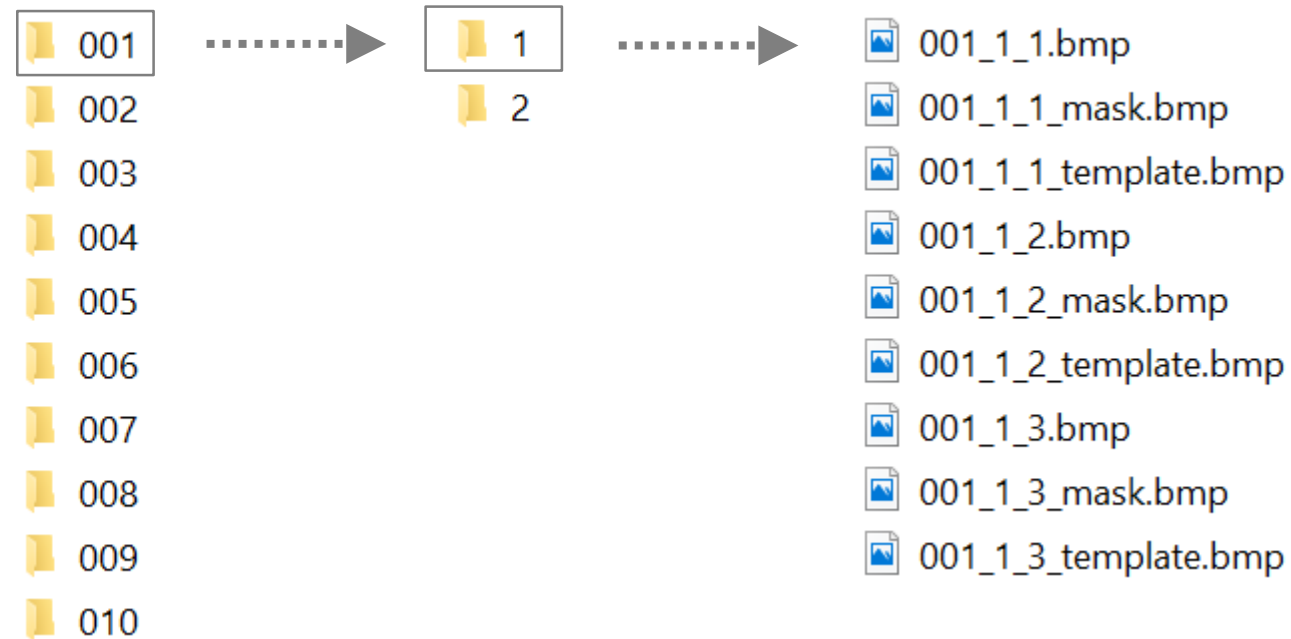 001
002
003
004
005
006
007
008
009
010
1
2
001_1_1.bmp
001_1_1_mask.bmp
001_1_1_template.bmp
001_1_2.bmp
001_1_2_mask.bmp
001_1_2_template.bmp
001_1_3.bmp
001_1_3_mask.bmp
001_1_3_template.bmp